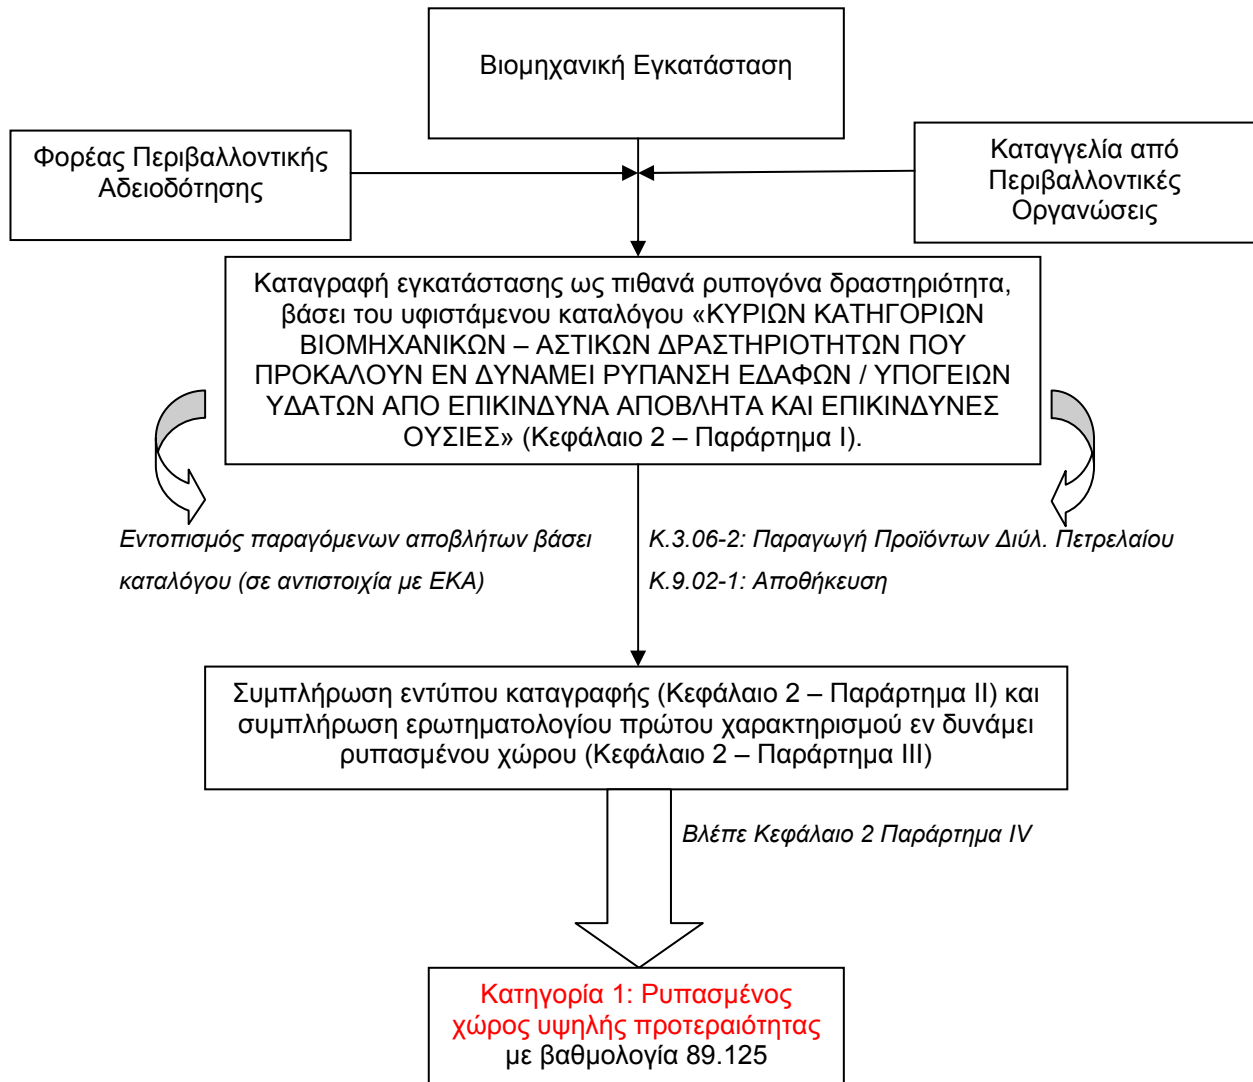 Βιομηχανική Εγκατάσταση
Φορέας Περιβαλλοντικής
Αδειοδότησης
Καταγγελία από
Περιβαλλοντικές
Οργανώσεις
Καταγραφή εγκατάστασης ως πιθανά ρυπογόνα δραστηριότητα,
βάσει του υφιστάμενου καταλόγου «ΚΥΡΙΩΝ ΚΑΤΗΓΟΡΙΩΝ
ΒΙΟΜΗΧΑΝΙΚΩΝ – ΑΣΤΙΚΩΝ ΔΡΑΣΤΗΡΙΟΤΗΤΩΝ ΠΟΥ
ΠΡΟΚΑΛΟΥΝ ΕΝ ΔΥΝΑΜΕΙ ΡΥΠΑΝΣΗ ΕΔΑΦΩΝ / ΥΠΟΓΕΙΩΝ
ΥΔΑΤΩΝ ΑΠΟ ΕΠΙΚΙΝΔΥΝΑ ΑΠΟΒΛΗΤΑ ΚΑΙ ΕΠΙΚΙΝΔΥΝΕΣ
ΟΥΣΙΕΣ» (Κεφάλαιο 2 – Παράρτημα Ι).
Εντοπισμός παραγόμενων αποβλήτων βάσει
καταλόγου (σε αντιστοιχία με ΕΚΑ)
Κ.3.06-2: Παραγωγή Προϊόντων Διύλ. Πετρελαίου
Κ.9.02-1: Αποθήκευση
Συμπλήρωση εντύπου καταγραφής (Κεφάλαιο 2 – Παράρτημα ΙΙ) και
συμπλήρωση ερωτηματολογίου πρώτου χαρακτηρισμού εν δυνάμει
ρυπασμένου χώρου (Κεφάλαιο 2 – Παράρτημα ΙΙΙ)
Βλέπε Κεφάλαιο 2 Παράρτημα IV
Κατηγορία 1: Ρυπασμένος
χώρος υψηλής προτεραιότητας
με βαθμολογία 89.125